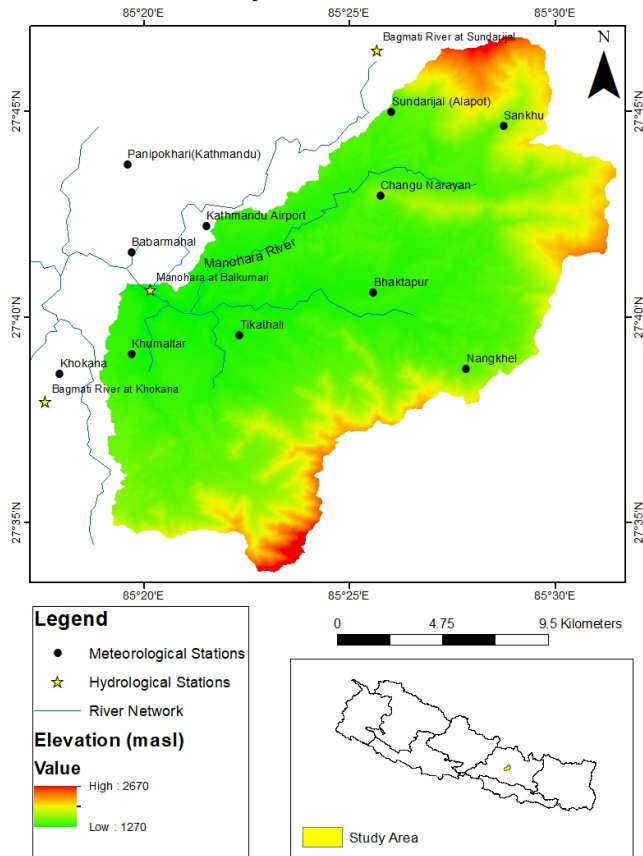 85°20'E 85°25'E 85°30'E
Bagmati River at Sundarijal
N
27°45'N
27°45'N
Sundarijal (Alapot)
Sankhu
Panipokhari(Kathmandu)
Changu Narayan
Kathmandu Airport
Babarmahal
Manohara River
Manohara at Balkumari
Bhaktapur
27°40'N
27°40'N
Tikathali
Khumaltar
Khokana
Nangkhel
Bagmati River at Khokana
27°35'N
27°35'N
85°20'E 85°25'E 85°30'E
Legend
Meteorological Stations
Hydrological Stations
River Network
Elevation (masl)
Value
High : 2670
Low : 1270
0 4.75 9.5 Kilometers
Study Area